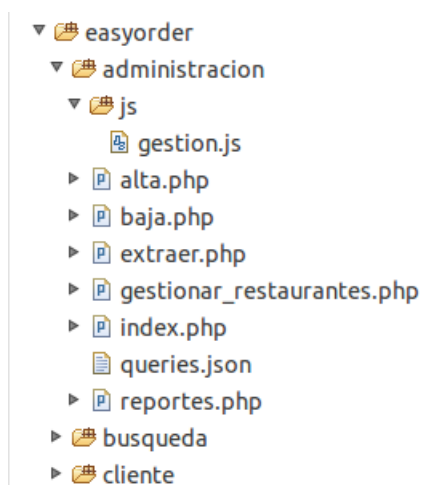 easyorder
administracion
js
gestion.js
alta.php
baja.php
extraer.php
gestionar_restaurantes.php
index.php
queries.json
reportes.php
busqueda
cliente